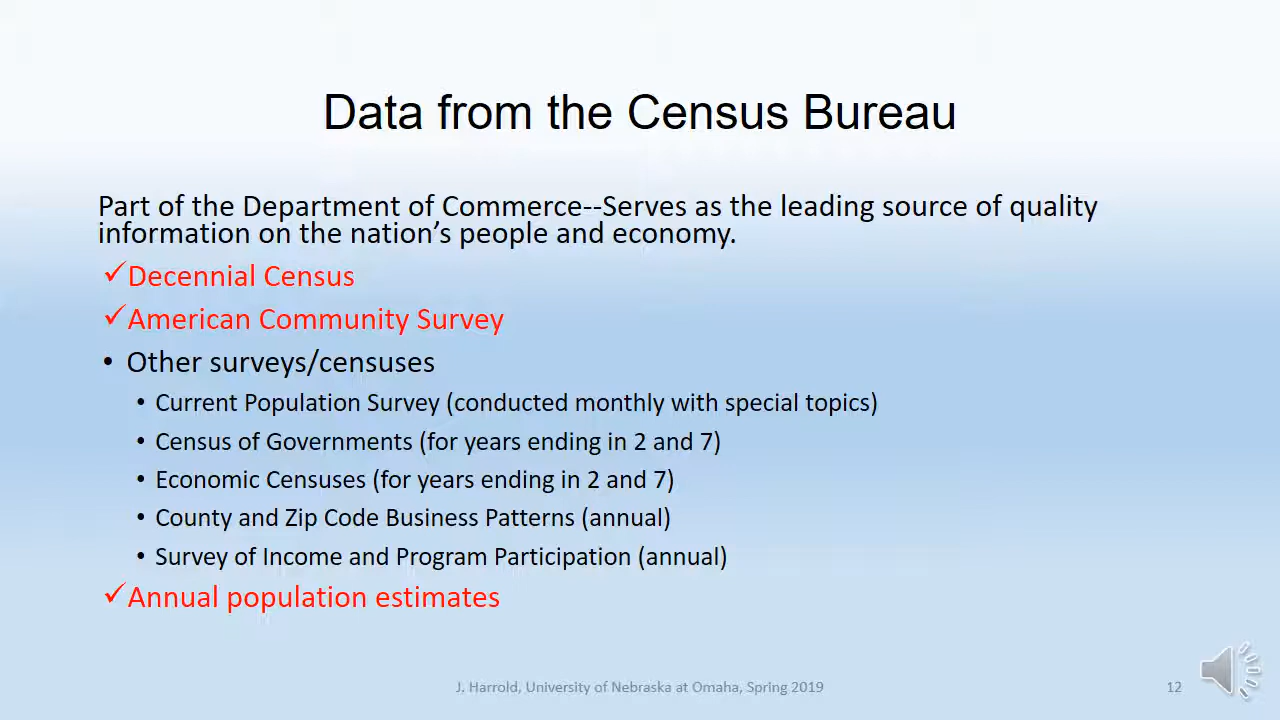 Data from the Census Bureau
Part of the Department of Commerce--Serves as the leading source of quality
information on the nation’s people and economy.
✓Decennial Census
✓American Community Survey
• Other surveys/censuses
• Current Population Survey (conducted monthly with special topics)
• Census of Governments (for years ending in 2 and 7)
• Economic Censuses (for years ending in 2 and 7)
• County and Zip Code Business Patterns (annual)
• Survey of Income and Program Participation (annual)
✓Annual population estimates
J. Harrold, University of Nebraska at Omaha, Spring 2019
12